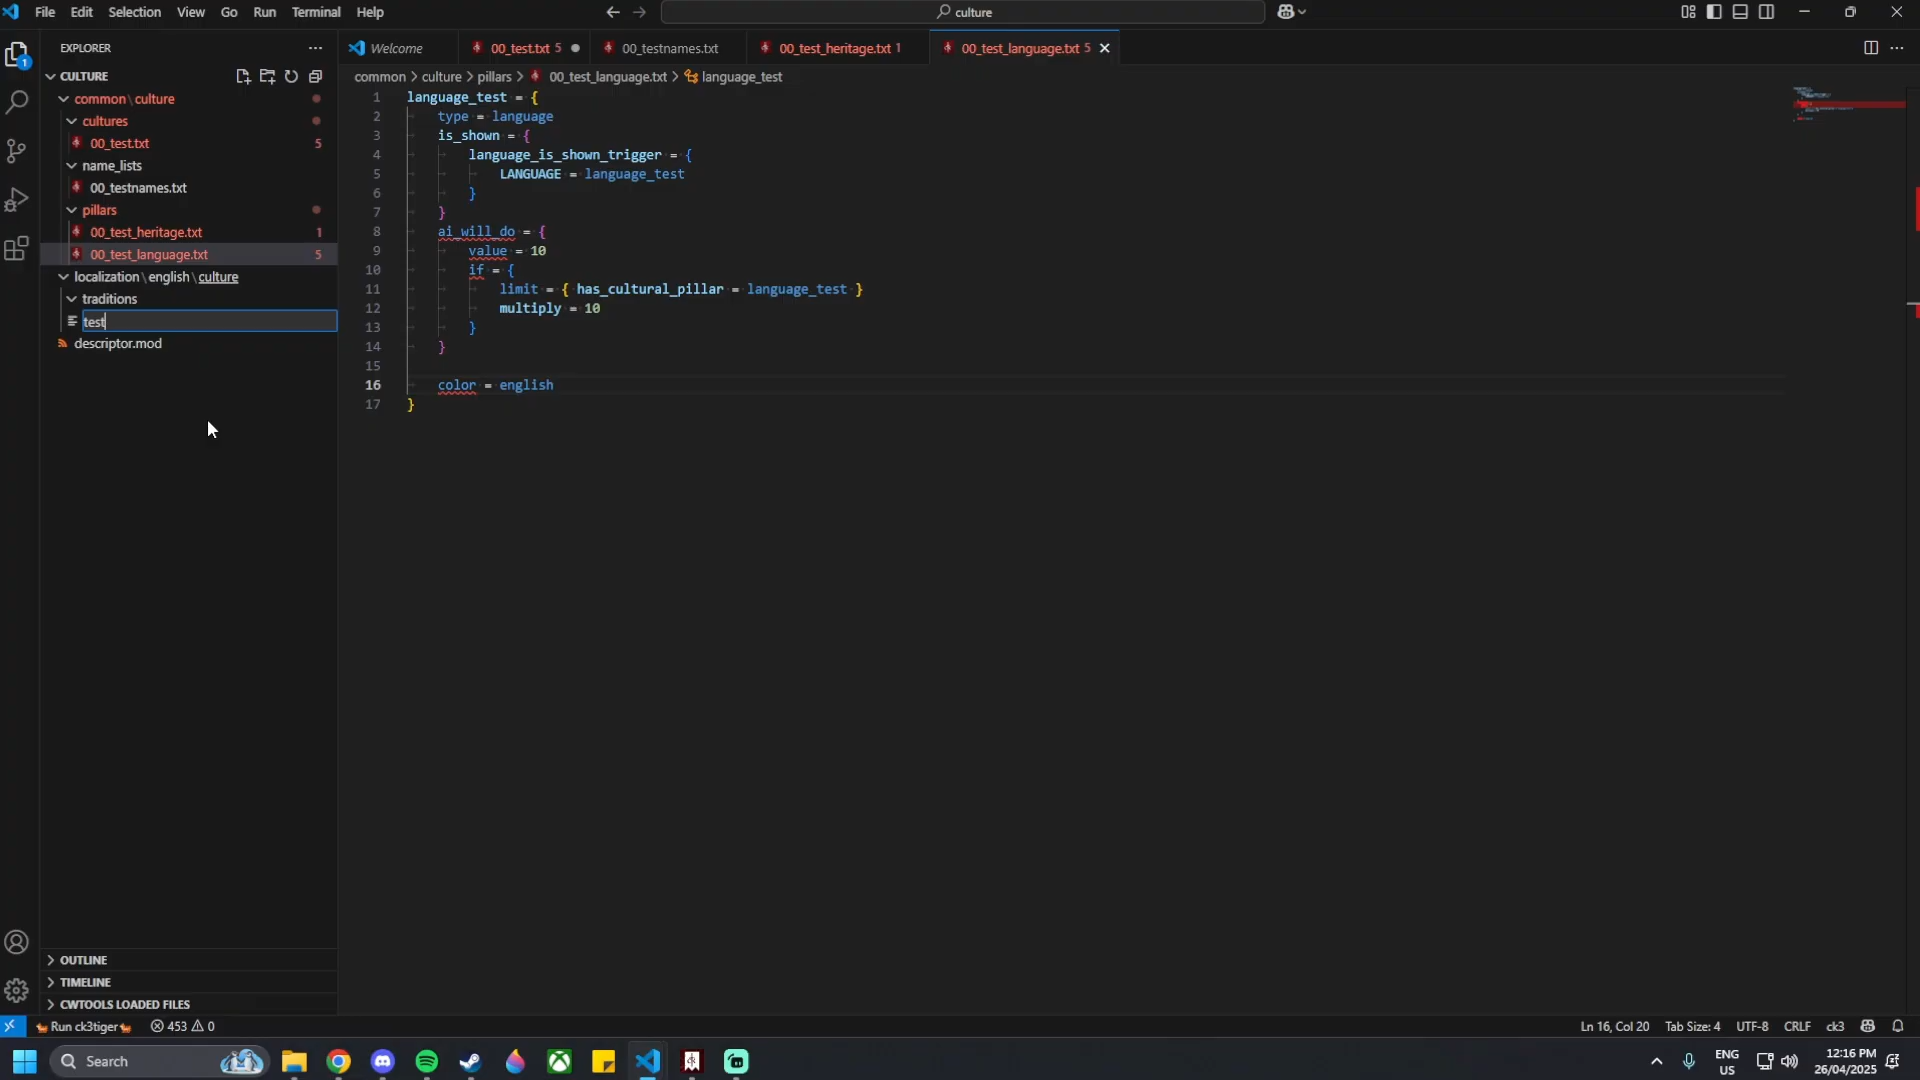 File Edit Selection View Go Run Terminal Help
culture
EXPLORER
CULTURE
common\culture
cultures
00_test.txt 5
name_lists
00_testnames.txt
pillars
00_test_heritage.txt 1
00_test_language.txt 5
localization\english\culture
traditions
test
descriptor.mod
OUTLINE
TIMELINE
CWTOOLS LOADED FILES
Welcome 00_test.txt 5 00_testnames.txt 00_test_heritage.txt 1 00_test_language.txt 5
common > culture > pillars > 00_test_language.txt > language_test
1 language_test = {
2 type = language
3 is_shown = {
4 language_is_shown_trigger = {
5 LANGUAGE = language_test
6 }
7 }
8 ai_will_do = {
9 value = 10
10 if = {
11 limit = { has_cultural_pillar = language_test }
12 multiply = 10
13 }
14 }
15
16 color = english
17 }
1
Run ck3tiger 453 0
Ln 16, Col 20 Tab Size: 4 UTF-8 CRLF ck3
Search
ENG
US
12:16 PM
26/04/2025